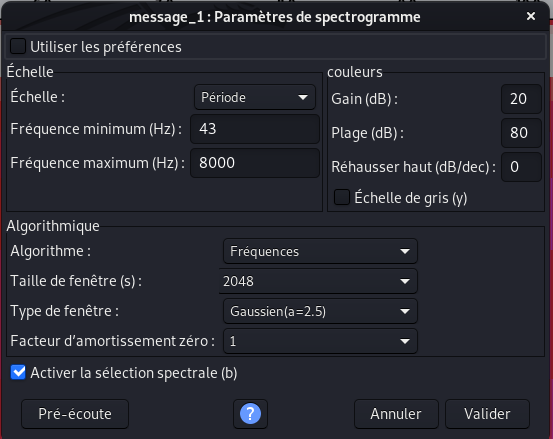 message_1 : Paramètres de spectrogramme
Utiliser les préférences
Échelle
Échelle : Période
Fréquence minimum (Hz) : 43
Fréquence maximum (Hz) : 8000
couleurs
Gain (dB) : 20
Plage (dB) : 80
Réhausser haut (dB/dec) : 0
Échelle de gris (y)
Algorithmique
Algorithme : Fréquences
Taille de fenêtre (s) : 2048
Type de fenêtre : Gaussien(a=2.5)
Facteur d’amortissement zéro : 1
Activer la sélection spectrale (b)
Pré-écoute ? Annuler Valider